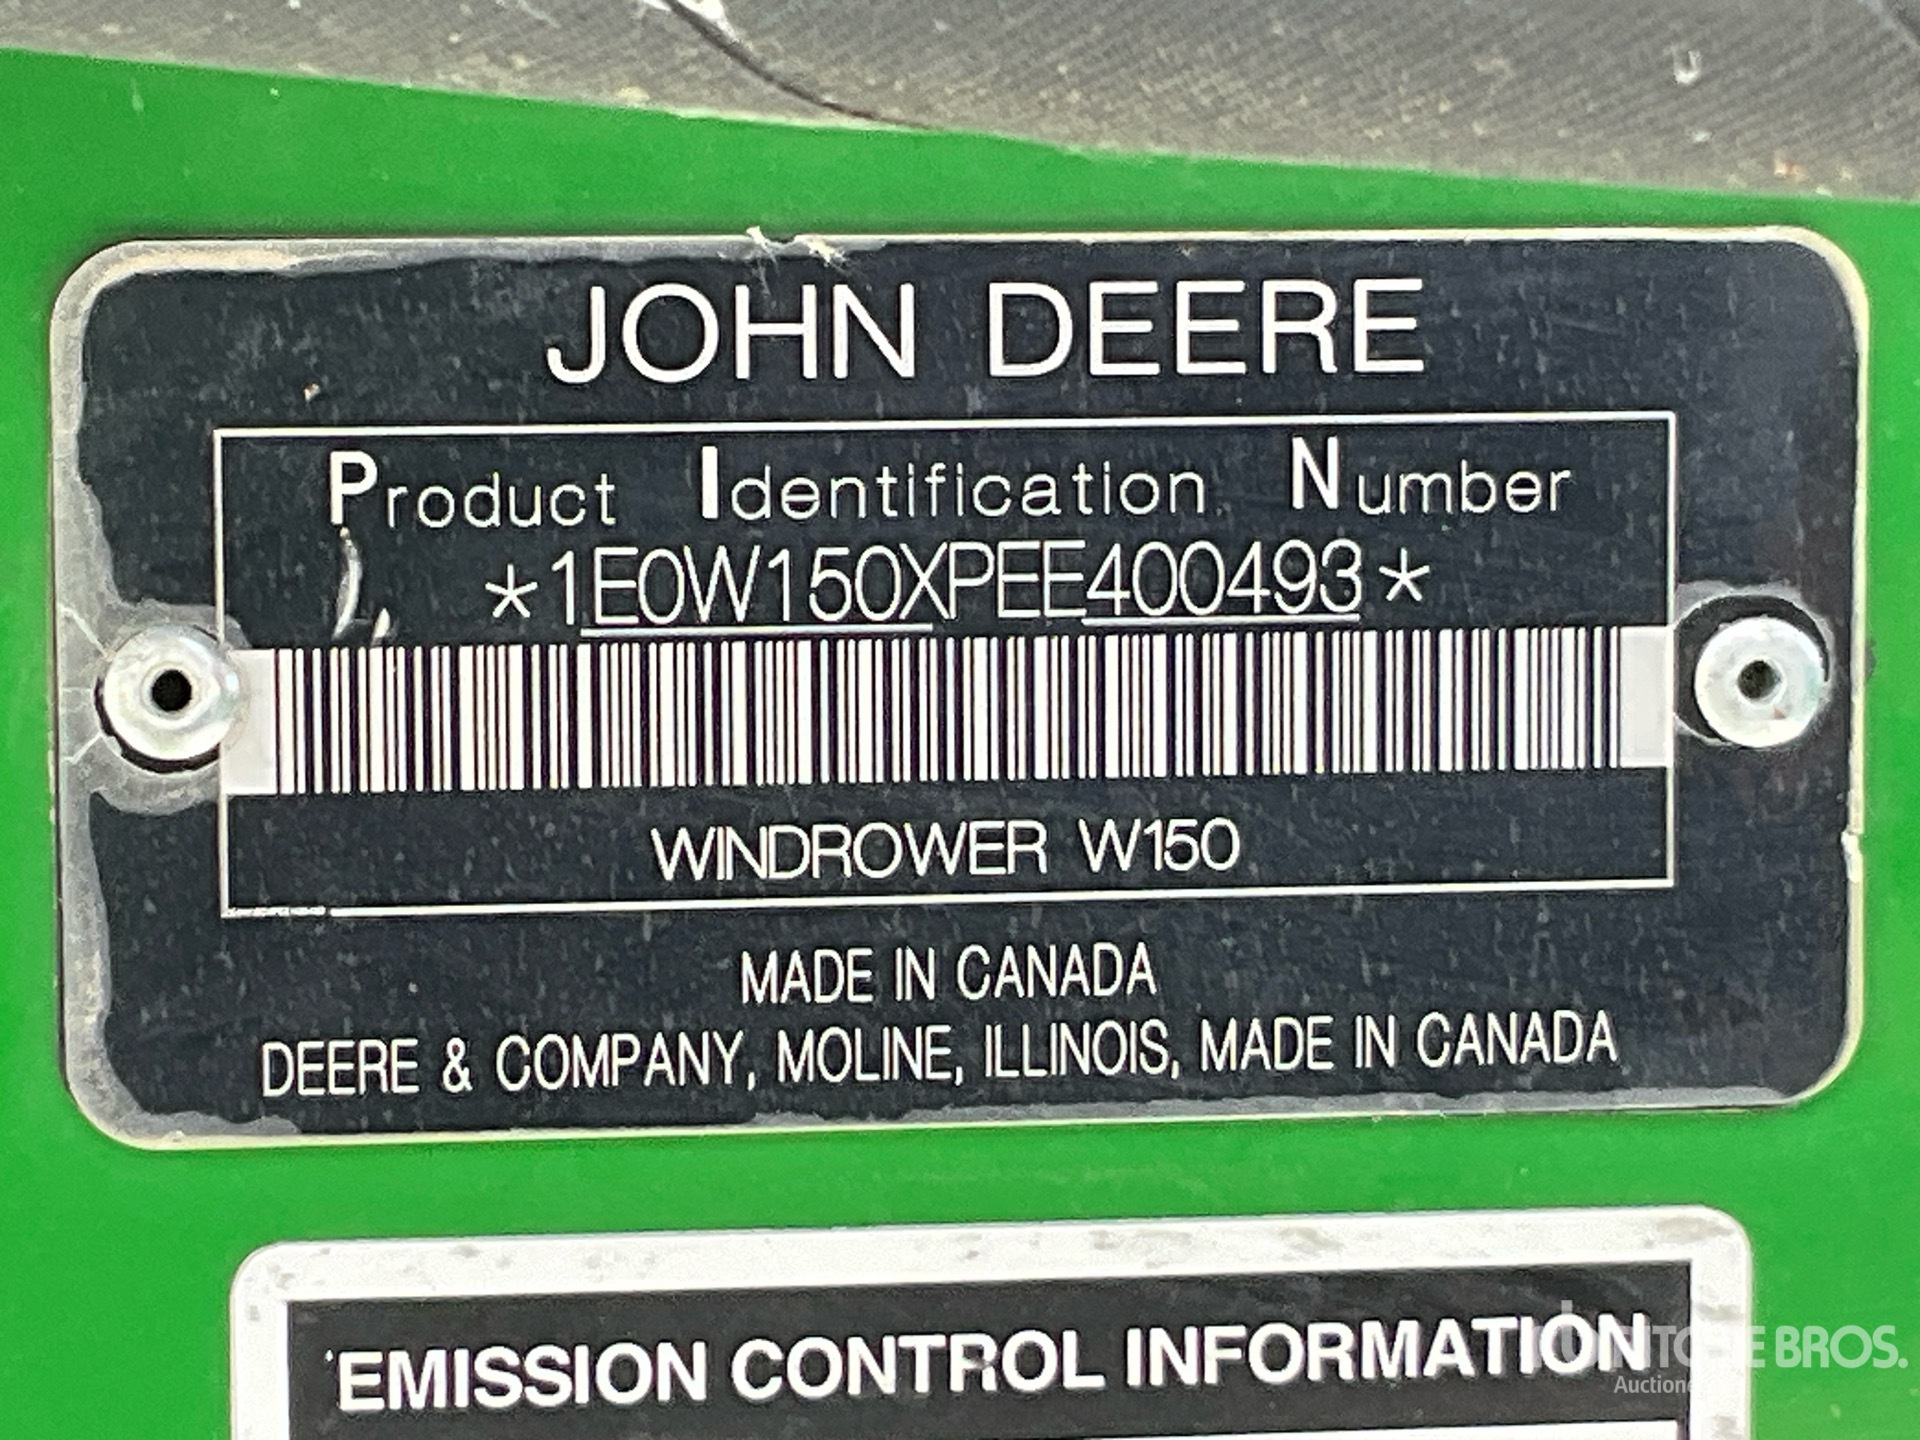 JOHN DEERE
Product Identification Number
*1E0W150XPEE400493*
WINDROWER W150
MADE IN CANADA
DEERE & COMPANY, MOLINE, ILLINOIS, MADE IN CANADA
EMISSION CONTROL INFORMATION
BROS.